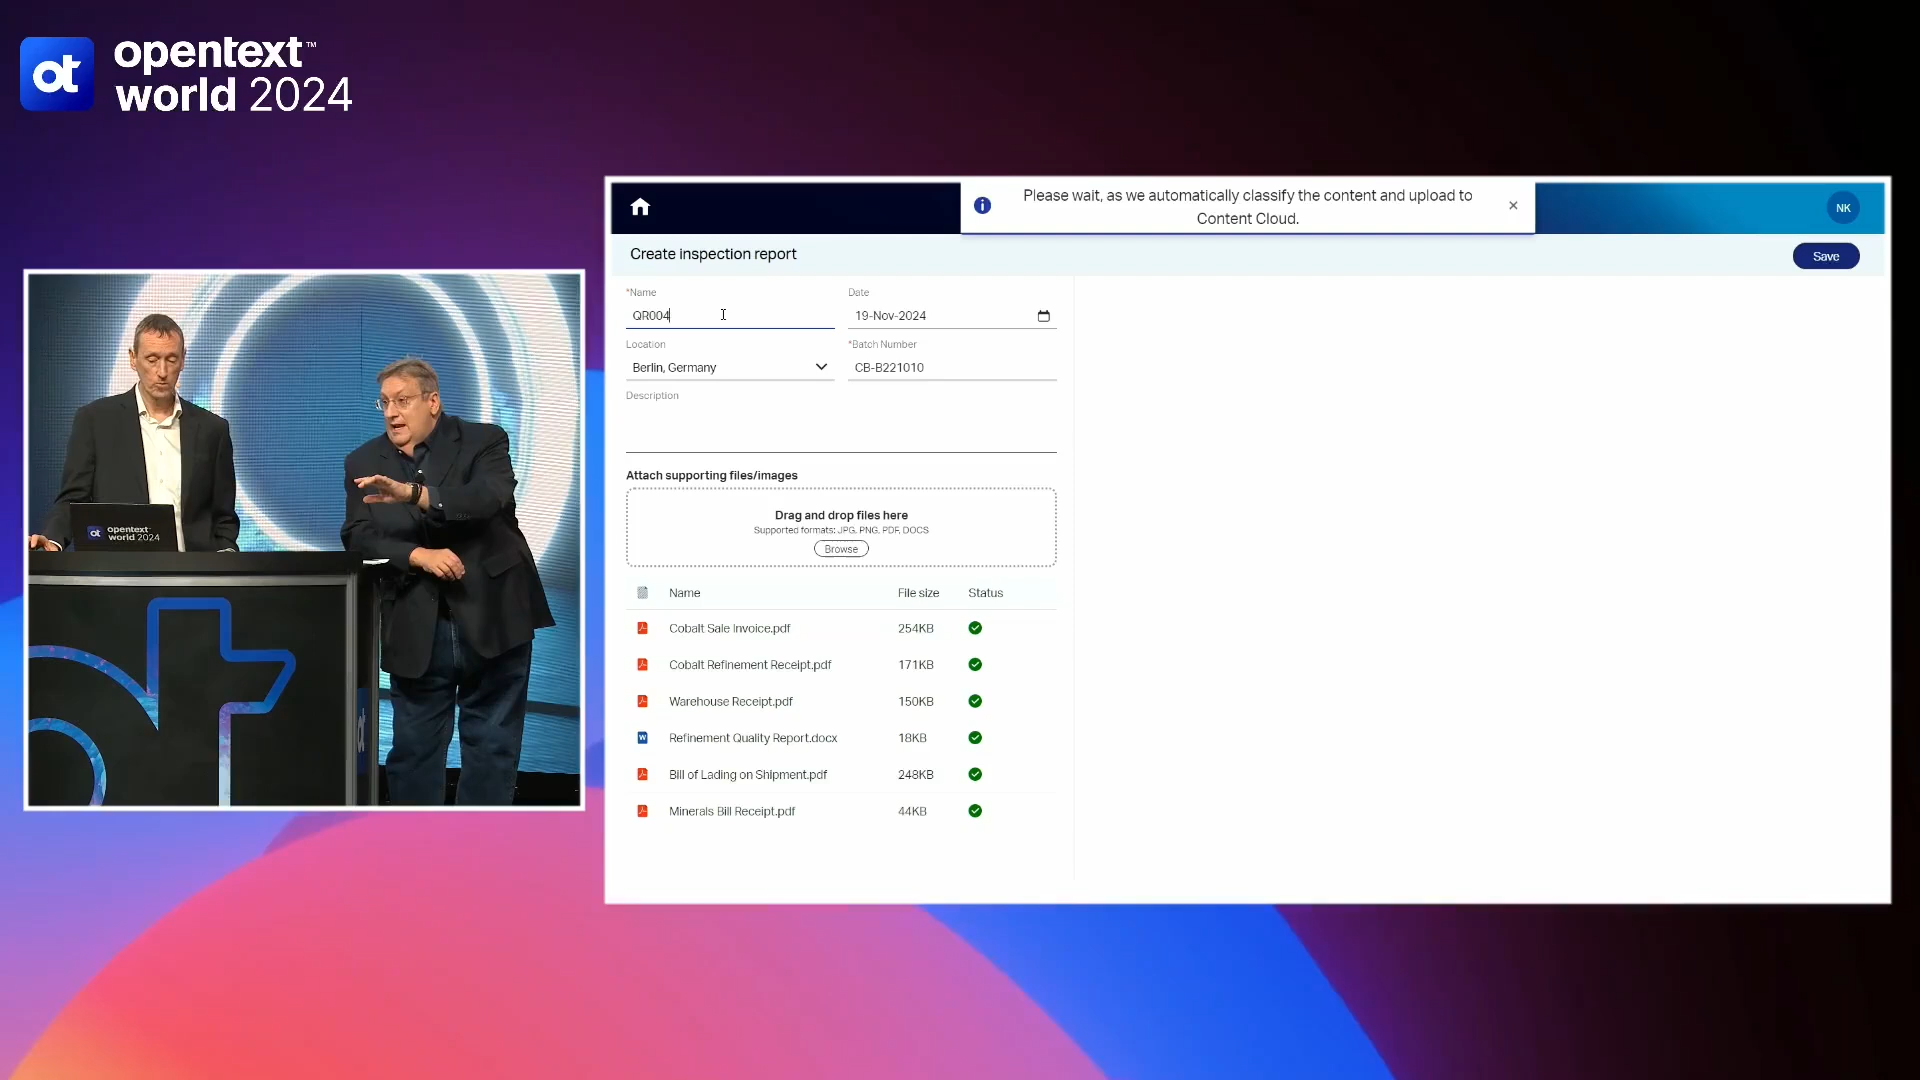 ot opentext™
world 2024
Please wait, as we automatically classify the content and upload to
Content Cloud.
NK
Create inspection report
Save
*Name
Date
QR004
19-Nov-2024
Location
*Batch Number
Berlin, Germany
CB-B221010
Description
Attach supporting files/images
Drag and drop files here
Supported formats: JPG, PNG, PDF, DOCS
Browse
Name File size Status
Cobalt Sale Invoice.pdf 254KB
Cobalt Refinement Receipt.pdf 171KB
Warehouse Receipt.pdf 150KB
Refinement Quality Report.docx 18KB
Bill of Lading on Shipment.pdf 248KB
Minerals Bill Receipt.pdf 44KB
ot opentext™
world 2024
ot